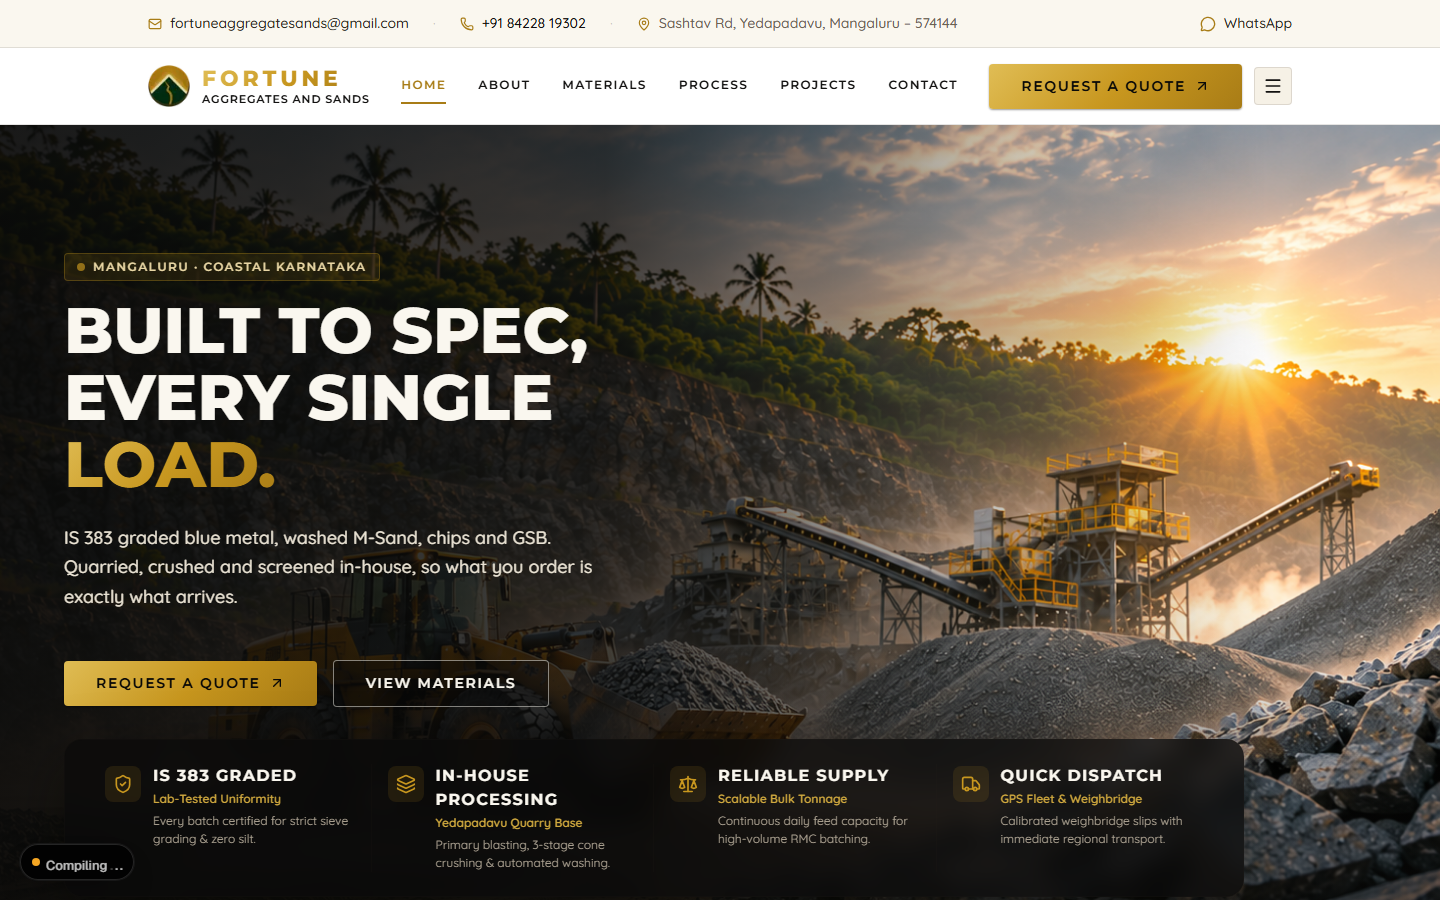 fortuneaggregatesands@gmail.com · +91 84228 19302 · Sashtav Rd, Yedapadavu, Mangaluru – 574144 WhatsApp
FORTUNE
AGGREGATES AND SANDS
HOME ABOUT MATERIALS PROCESS PROJECTS CONTACT REQUEST A QUOTE
MANGALURU · COASTAL KARNATAKA
BUILT TO SPEC,
EVERY SINGLE
LOAD.
IS 383 graded blue metal, washed M-Sand, chips and GSB.
Quarried, crushed and screened in-house, so what you order is
exactly what arrives.
REQUEST A QUOTE VIEW MATERIALS
IS 383 GRADED
Lab-Tested Uniformity
Every batch certified for strict sieve
grading & zero silt.
IN-HOUSE
PROCESSING
Yedapadavu Quarry Base
Primary blasting, 3-stage cone
crushing & automated washing.
RELIABLE SUPPLY
Scalable Bulk Tonnage
Continuous daily feed capacity for
high-volume RMC batching.
QUICK DISPATCH
GPS Fleet & Weighbridge
Calibrated weighbridge slips with
immediate regional transport.
Compiling ...